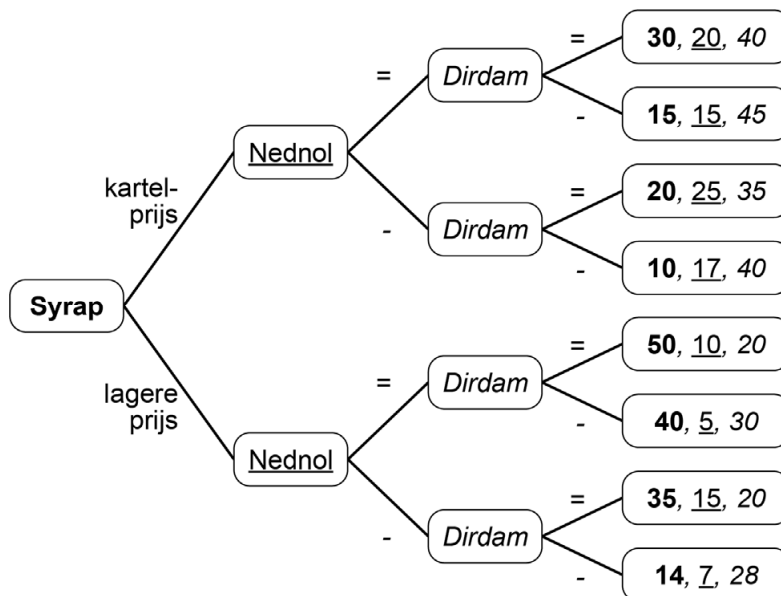 = Dirdam = 30, 20, 40
- 15, 15, 45
kartel-
prijs
Nednol
- Dirdam = 20, 25, 35
- 10, 17, 40
Syrap
lagere
prijs
= Dirdam = 50, 10, 20
- 40, 5, 30
Nednol
- Dirdam = 35, 15, 20
- 14, 7, 28